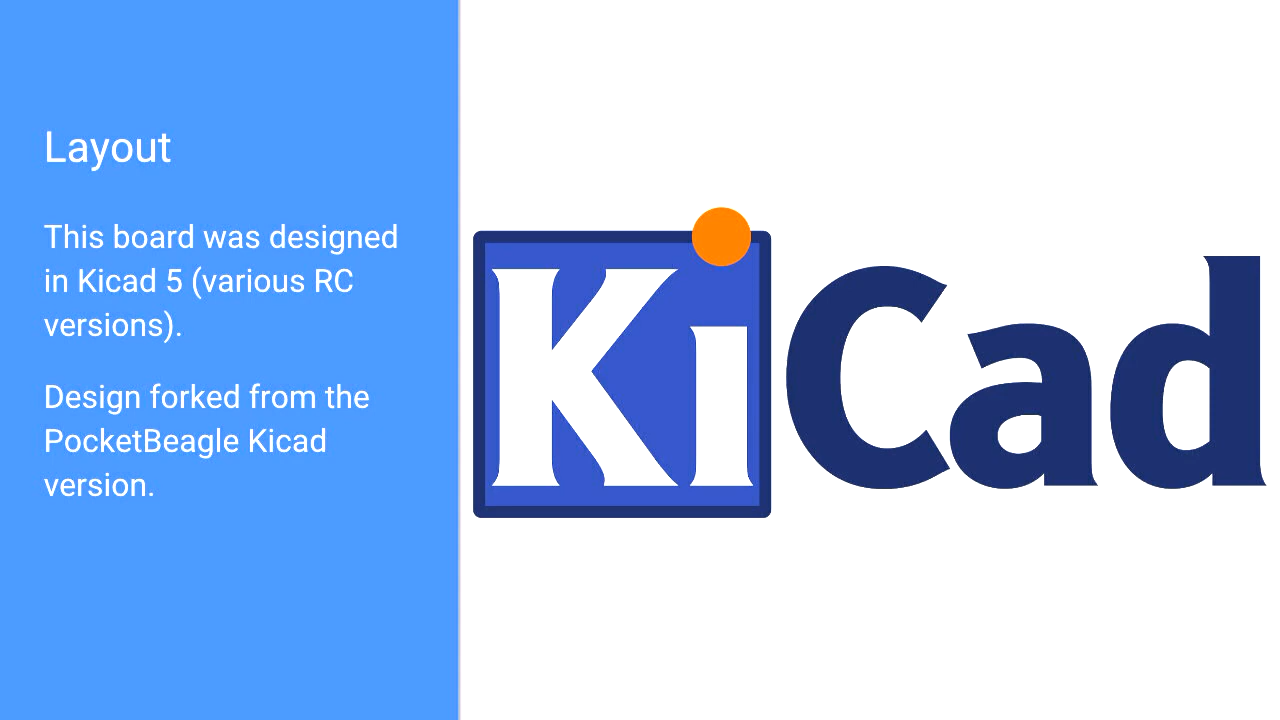 Layout
This board was designed
in Kicad 5 (various RC
versions).
Design forked from the
PocketBeagle Kicad
version.
KiCad